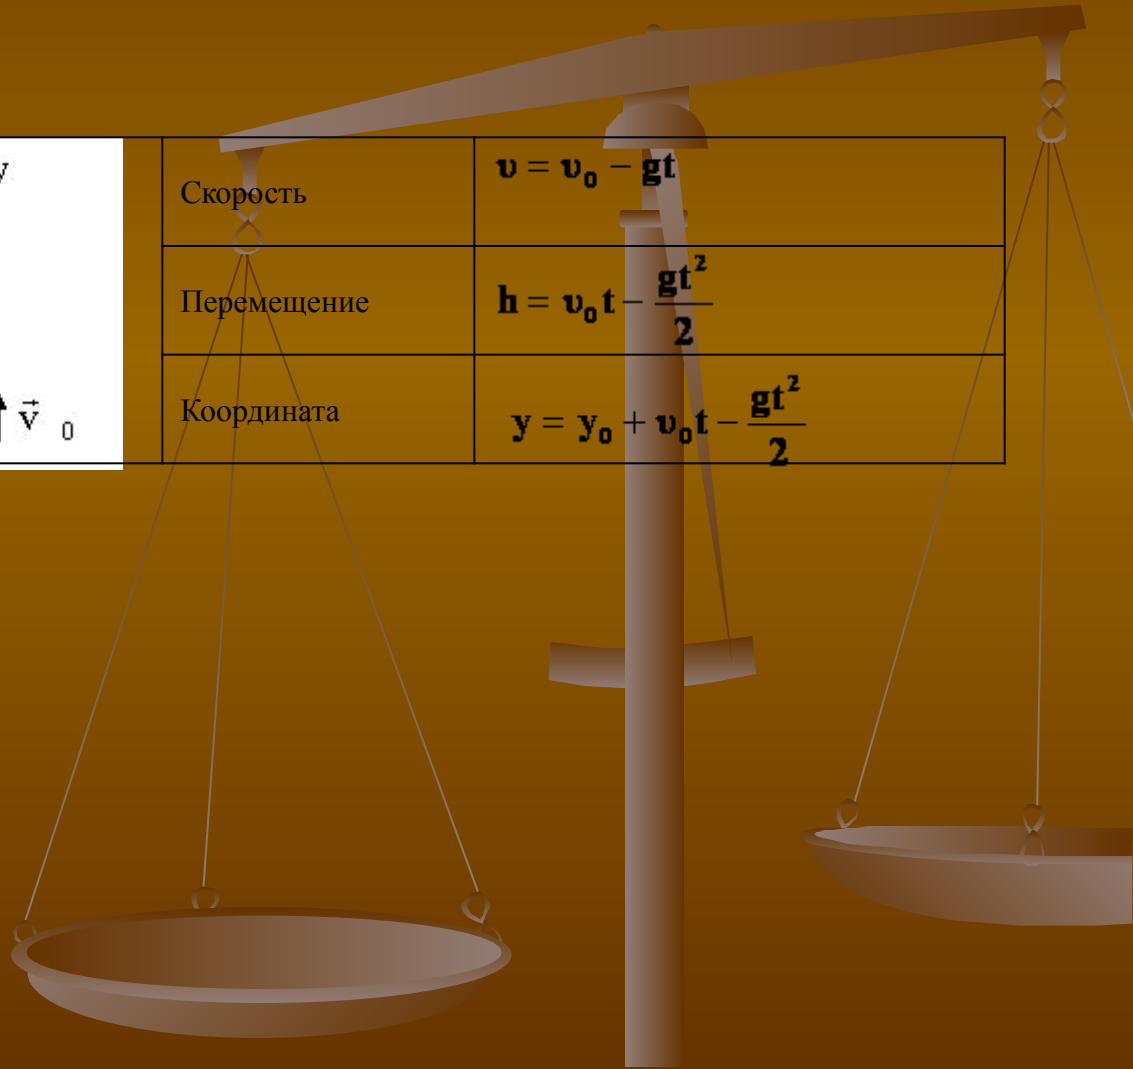 y
Скорость υ = υ₀ − gt
Перемещение h = υ₀t − gt²/2
Координата y = y₀ + υ₀t − gt²/2
v⃗ ₀